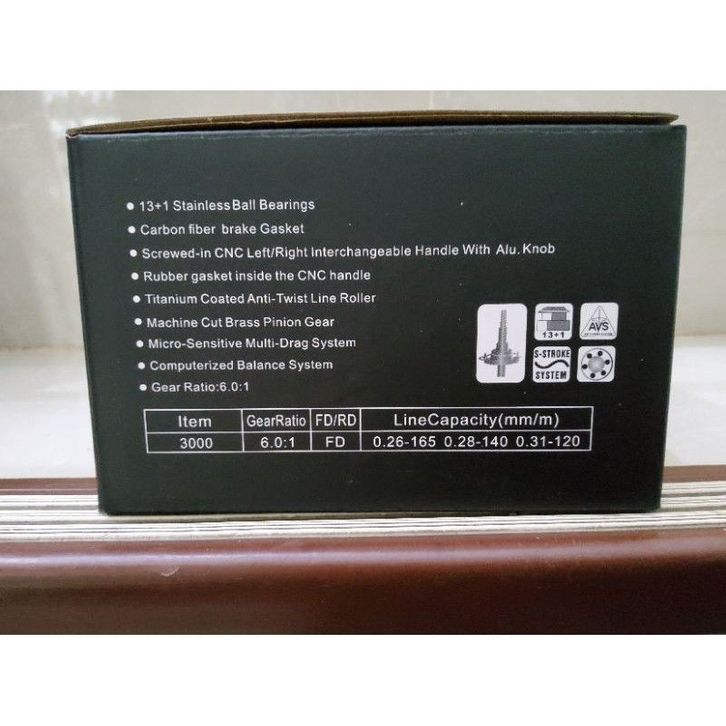 13+1 StainlessBall Bearings
Carbon fiber brake Gasket
Screwed-in CNC Left/Right Interchangeable Handle With Alu. Knob
Rubber gasket inside the CNC handle
Titanium Coated Anti-Twist Line Roller
Machine Cut Brass Pinion Gear
Micro-Sensitive Multi-Drag System
Computerized Balance System
Gear Ratio:6.0:1
13+1
AVS
S-STROKE
SYSTEM
Item GearRatio FD/RD LineCapacity(mm/m)
3000 6.0:1 FD 0.26-165 0.28-140 0.31-120